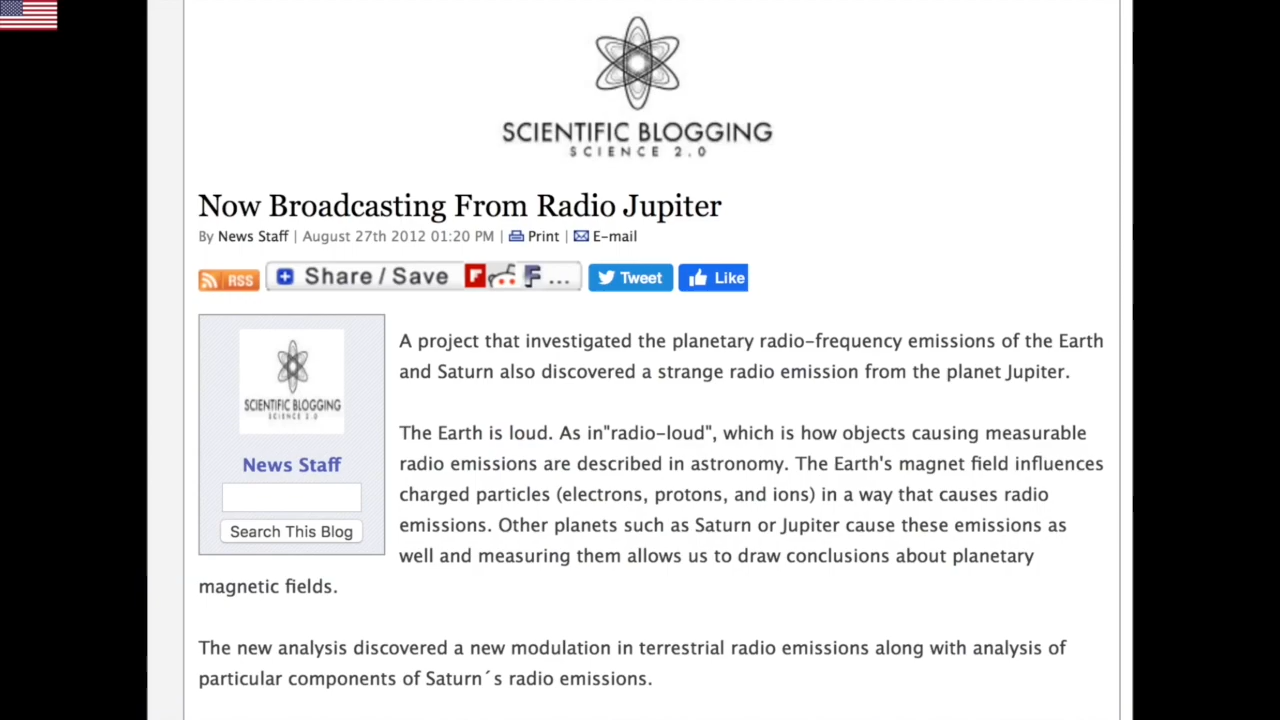 SCIENTIFIC BLOGGING
SCIENCE 2.0
Now Broadcasting From Radio Jupiter
By News Staff | August 27th 2012 01:20 PM | Print | E-mail
RSS Share / Save ... Tweet Like
SCIENTIFIC BLOGGING
SCIENCE 2.0
News Staff
Search This Blog
A project that investigated the planetary radio-frequency emissions of the Earth
and Saturn also discovered a strange radio emission from the planet Jupiter.
The Earth is loud. As in"radio-loud", which is how objects causing measurable
radio emissions are described in astronomy. The Earth's magnet field influences
charged particles (electrons, protons, and ions) in a way that causes radio
emissions. Other planets such as Saturn or Jupiter cause these emissions as
well and measuring them allows us to draw conclusions about planetary
magnetic fields.
The new analysis discovered a new modulation in terrestrial radio emissions along with analysis of
particular components of Saturn´s radio emissions.